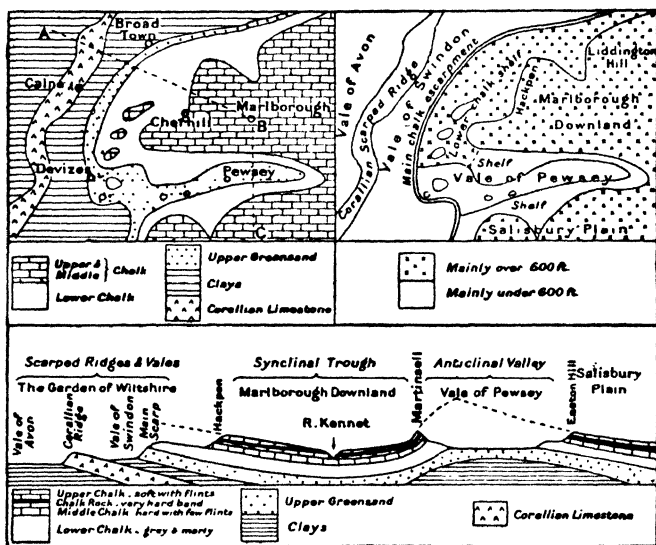 Broad
Town
A
Calne
Marlborough
B
Cherhill
Devizes
Pewsey
C
Upper &
Middle } Chalk
Lower Chalk
Upper Greensand
Clays
Corallian Limestone
Vale of Avon
Corallian Scarped Ridge
Vale of Swindon
Main chalk escarpment
Lower chalk shelf
Hackpen
Liddington
Hill
Marlborough
Downland
Shelf
Vale of Pewsey
Shelf
Salisbury Plain
Mainly over 600 ft.
Mainly under 600 ft.
Scarped Ridges & Vales
The Garden of Wiltshire
Vale of
Avon
Corallian
Ridge
Vale of
Swindon
Main
Scarp
Hackpen
Synclinal Trough
Marlborough Downland
R. Kennet
Martinsell
Anticlinal Valley
Vale of Pewsey
Easton Hill
Salisbury
Plain
Upper Chalk - soft with flints
Chalk Rock - very hard band
Middle Chalk hard with few flints
Lower Chalk - grey & marly
Upper Greensand
Clays
Corallian Limestone